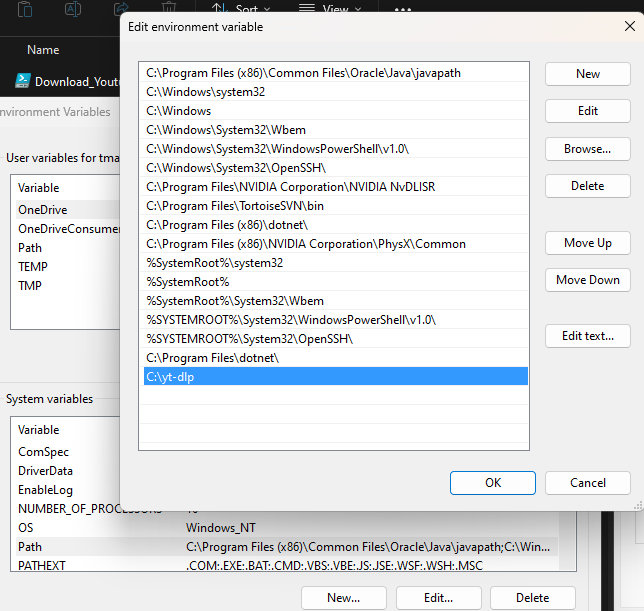 Sort
View
Edit environment variable
Name
Download_Yout
nvironment Variables
User variables for tma
Variable
OneDrive
OneDriveConsumer
Path
TEMP
TMP
C:\Program Files (x86)\Common Files\Oracle\Java\javapath
C:\Windows\system32
C:\Windows
C:\Windows\System32\Wbem
C:\Windows\System32\WindowsPowerShell\v1.0\
C:\Windows\System32\OpenSSH\
C:\Program Files\NVIDIA Corporation\NVIDIA NvDLISR
C:\Program Files\TortoiseSVN\bin
C:\Program Files (x86)\dotnet\
C:\Program Files (x86)\NVIDIA Corporation\PhysX\Common
%SystemRoot%\system32
%SystemRoot%
%SystemRoot%\System32\Wbem
%SYSTEMROOT%\System32\WindowsPowerShell\v1.0\
%SYSTEMROOT%\System32\OpenSSH\
C:\Program Files\dotnet\
C:\yt-dlp
New
Edit
Browse...
Delete
Move Up
Move Down
Edit text...
OK
Cancel
System variables
Variable
ComSpec
DriverData
EnableLog
NUMBER_OF_PROCESSORS
OS Windows_NT
Path C:\Program Files (x86)\Common Files\Oracle\Java\javapath;C:\Win...
PATHEXT .COM;.EXE;.BAT;.CMD;.VBS;.VBE;.JS;.JSE;.WSF;.WSH;.MSC
New...
Edit...
Delete